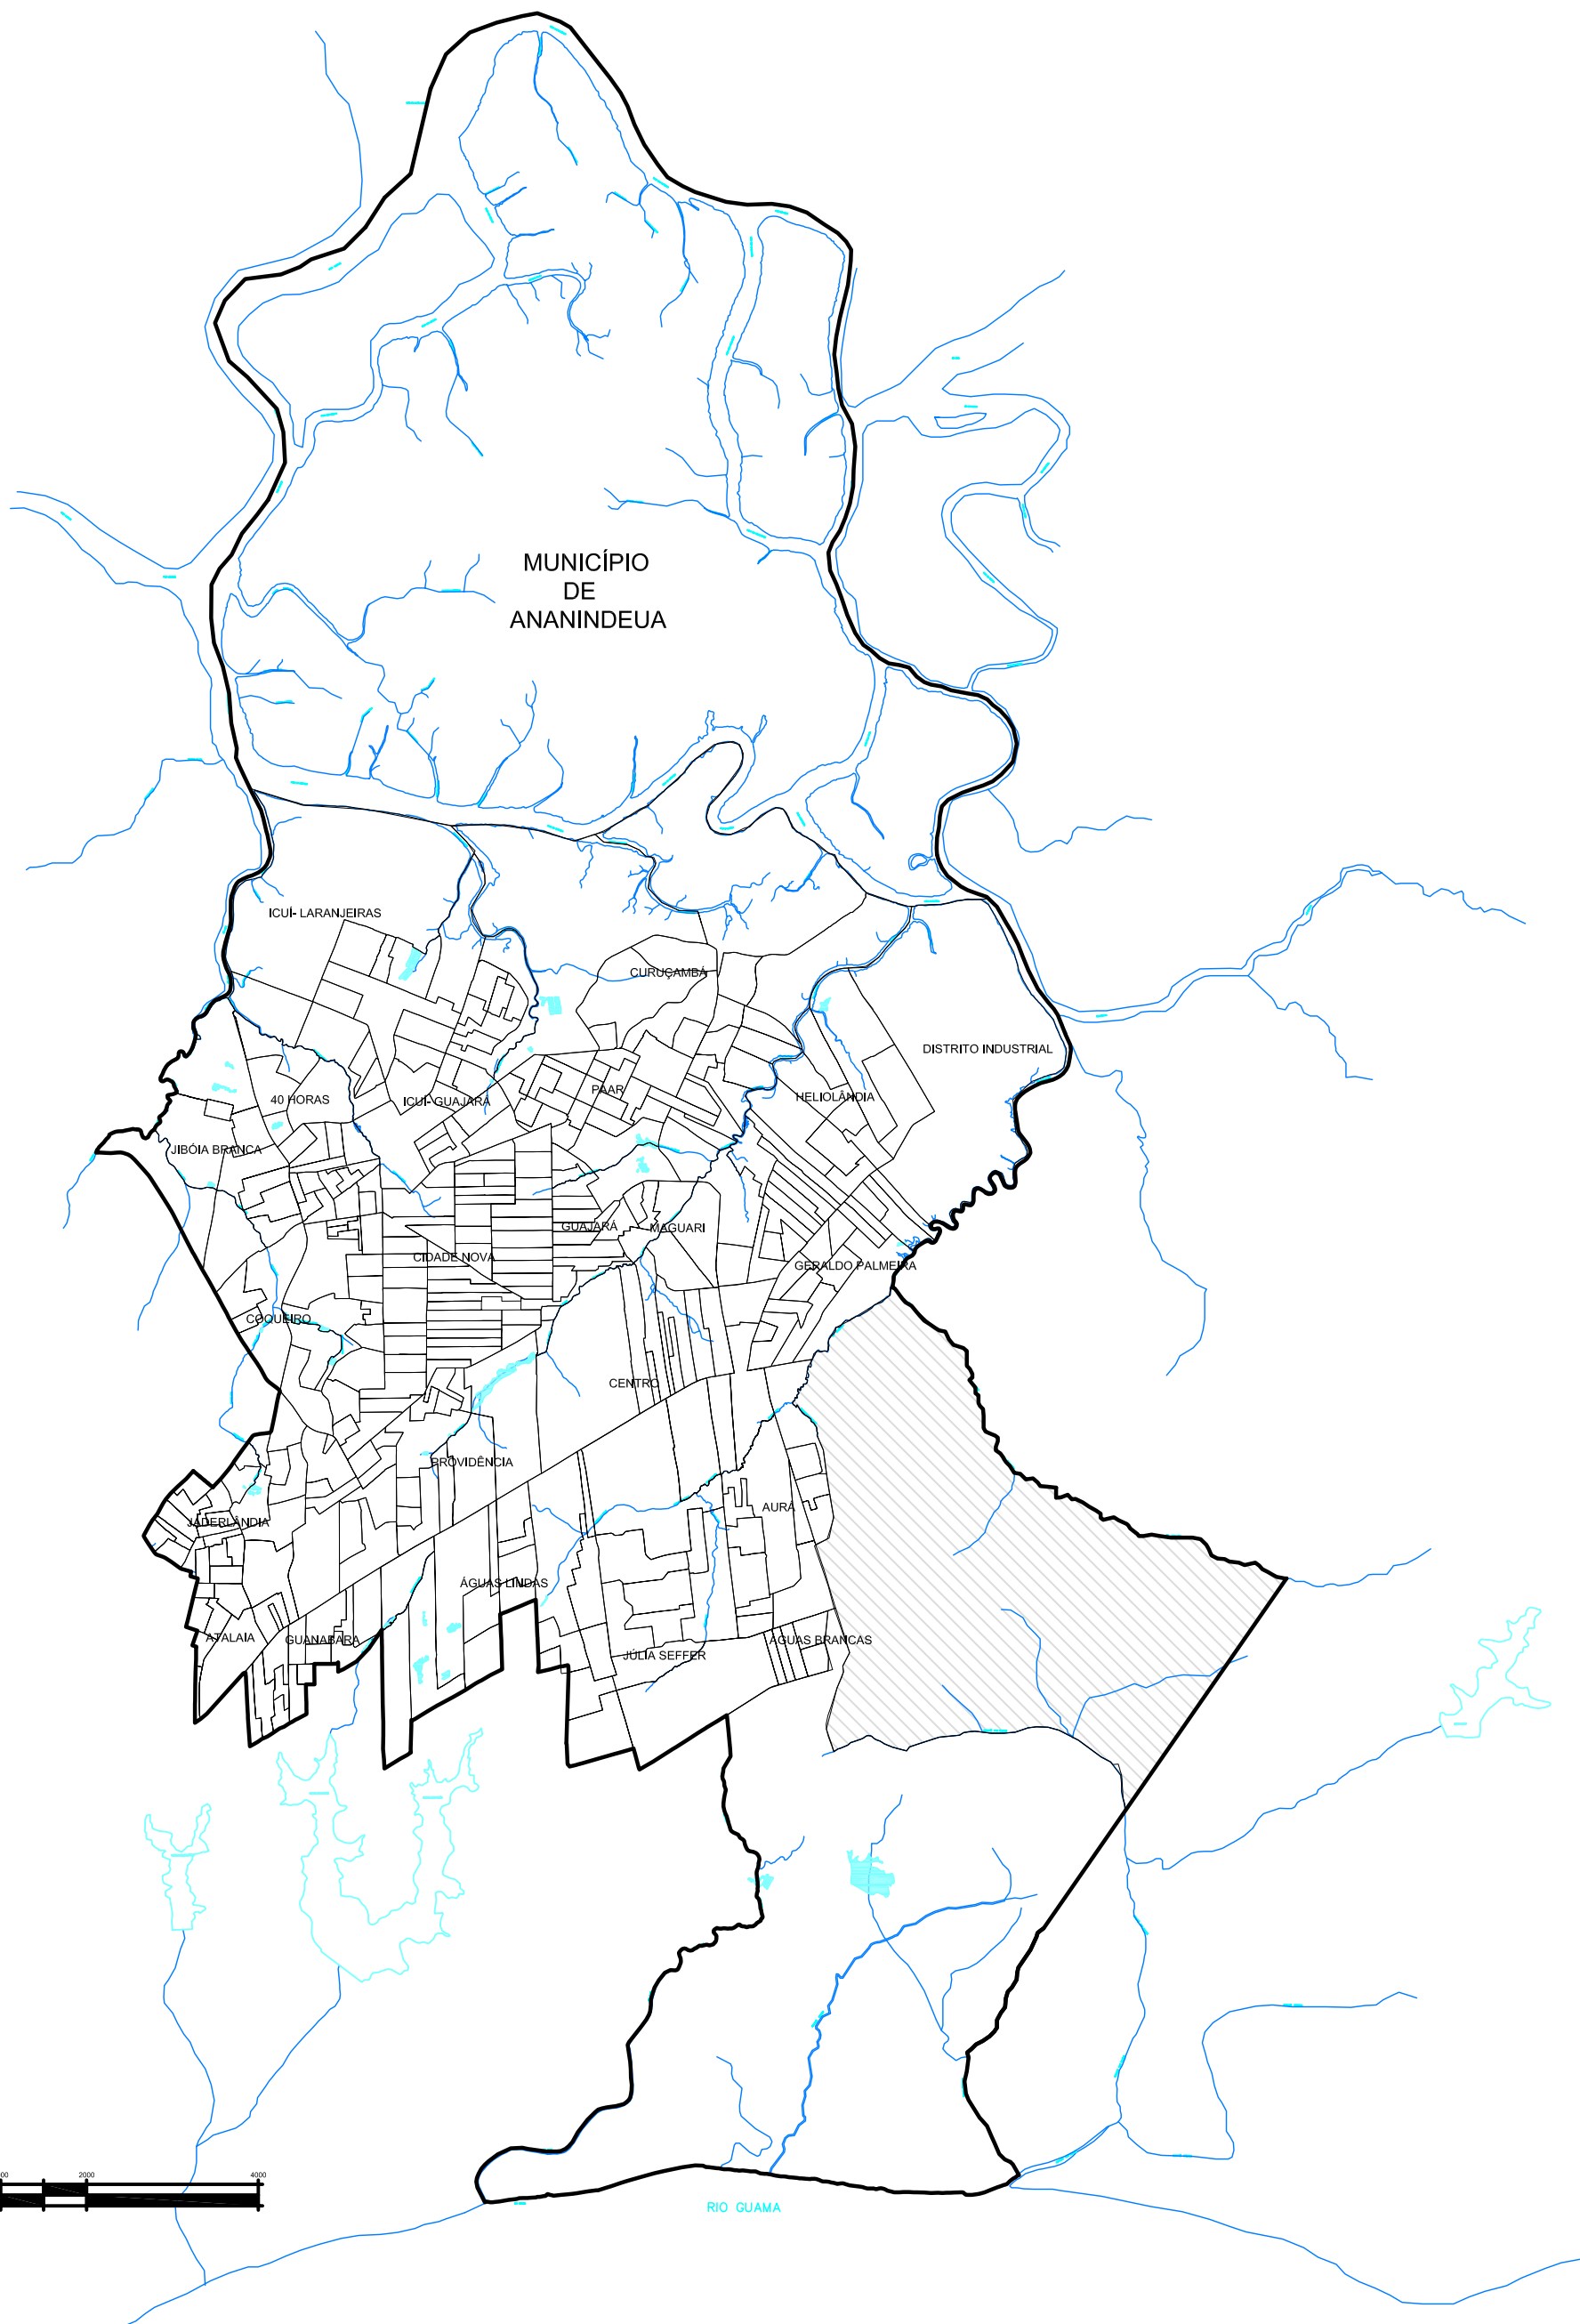 MUNICÍPIO
DE
ANANINDEUA
ICUÍ- LARANJEIRAS
CURUÇAMBÁ
DISTRITO INDUSTRIAL
40 HORAS
ICUÍ- GUAJARÁ
PAAR
HELIOLÂNDIA
JIBÓIA BRANCA
GUAJARÁ
MAGUARI
CIDADE NOVA
GERALDO PALMEIRA
COQUEIRO
CENTRO
PROVIDÊNCIA
AURÁ
JADERLÂNDIA
ÁGUAS LINDAS
ATALAIA
GUANABARA
ÁGUAS BRANCAS
JÚLIA SEFFER
2000
4000
RIO GUAMA